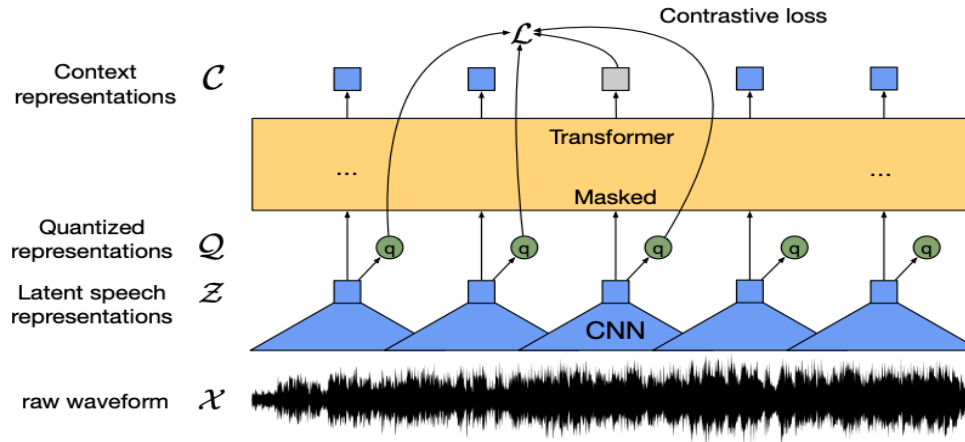 Contrastive loss
ℒ
Context
representations 𝒞
Transformer
... ...
Masked
Quantized
representations 𝒬
q q q q q
Latent speech
representations 𝒵
CNN
raw waveform 𝒳